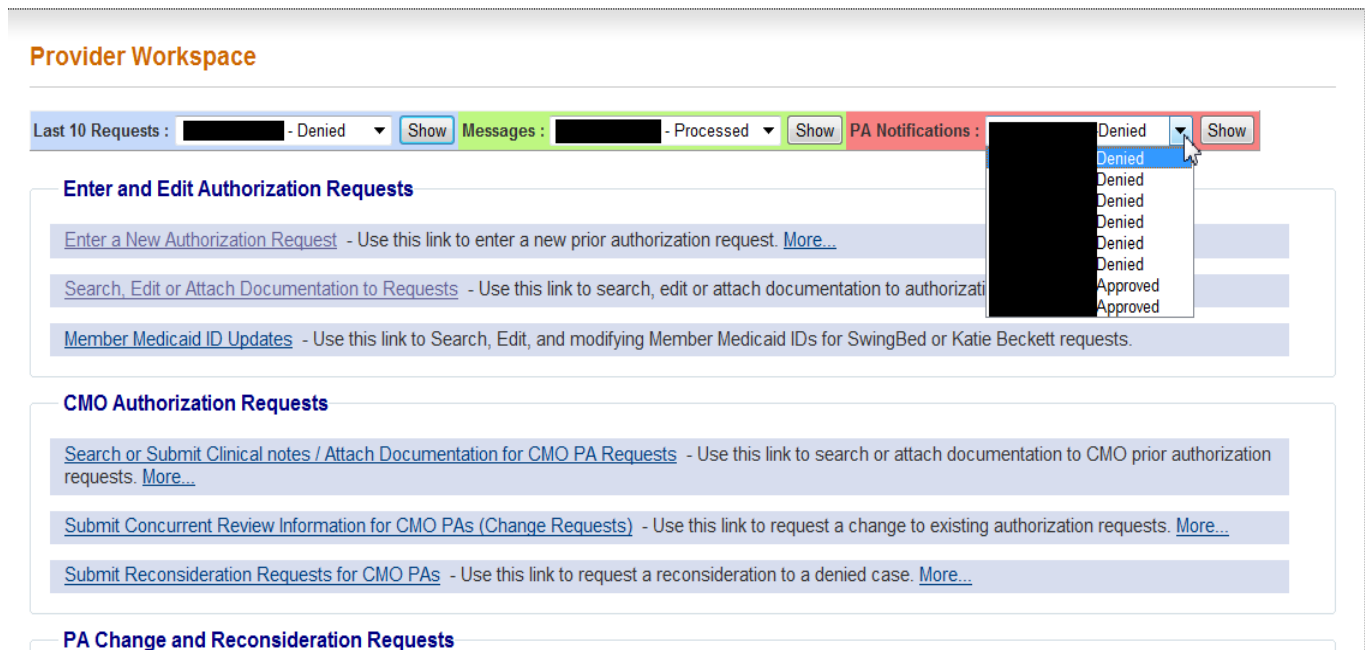 Provider Workspace
Last 10 Requests : - Denied Show Messages : - Processed Show PA Notifications : -Denied Show
Denied
Denied
Denied
Denied
Denied
Denied
Approved
Approved
Enter and Edit Authorization Requests
Enter a New Authorization Request - Use this link to enter a new prior authorization request. More...
Search, Edit or Attach Documentation to Requests - Use this link to search, edit or attach documentation to
Member Medicaid ID Updates - Use this link to Search, Edit, and modifying Member Medicaid IDs for SwingBed or Katie Beckett requests.
CMO Authorization Requests
Search or Submit Clinical notes / Attach Documentation for CMO PA Requests - Use this link to search or attach documentation to CMO prior authorization
requests. More...
Submit Concurrent Review Information for CMO PAs (Change Requests) - Use this link to request a change to existing authorization requests. More...
Submit Reconsideration Requests for CMO PAs - Use this link to request a reconsideration to a denied case. More...
PA Change and Reconsideration Requests